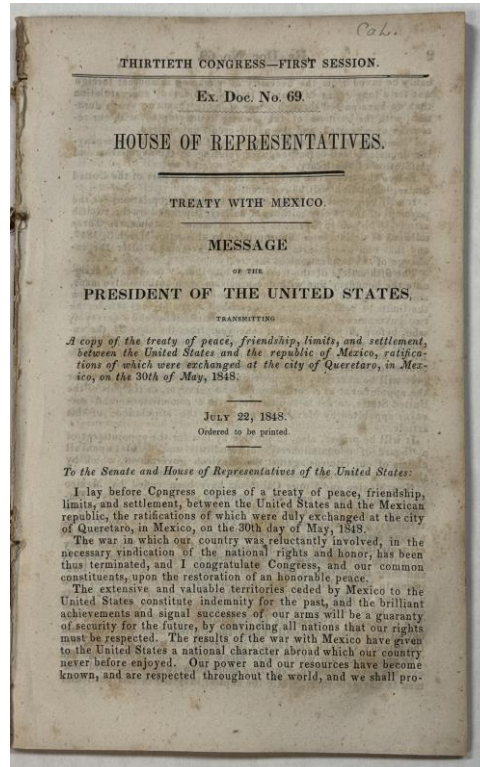 Cal.
THIRTIETH CONGRESS—FIRST SESSION.
Ex. Doc. No. 69.
HOUSE OF REPRESENTATIVES.
TREATY WITH MEXICO.
MESSAGE
OF THE
PRESIDENT OF THE UNITED STATES,
TRANSMITTING
A copy of the treaty of peace, friendship, limits, and settlement,
between the United States and the republic of Mexico, ratifica-
tions of which were exchanged at the city of Queretaro, in Mex-
ico, on the 30th of May, 1848.
July 22, 1848.
Ordered to be printed.
To the Senate and House of Representatives of the United States:
I lay before Congress copies of a treaty of peace, friendship,
limits, and settlement, between the United States and the Mexican
republic, the ratifications of which were duly exchanged at the city
of Queretaro, in Mexico, on the 30th day of May, 1848.
The war in which our country was reluctantly involved, in the
necessary vindication of the national rights and honor, has been
thus terminated, and I congratulate Congress, and our common
constituents, upon the restoration of an honorable peace.
The extensive and valuable territories ceded by Mexico to the
United States constitute indemnity for the past, and the brilliant
achievements and signal successes of our arms will be a guaranty
of security for the future, by convincing all nations that our rights
must be respected. The results of the war with Mexico have given
to the United States a national character abroad which our country
never before enjoyed. Our power and our resources have become
known, and are respected throughout the world, and we shall pro-